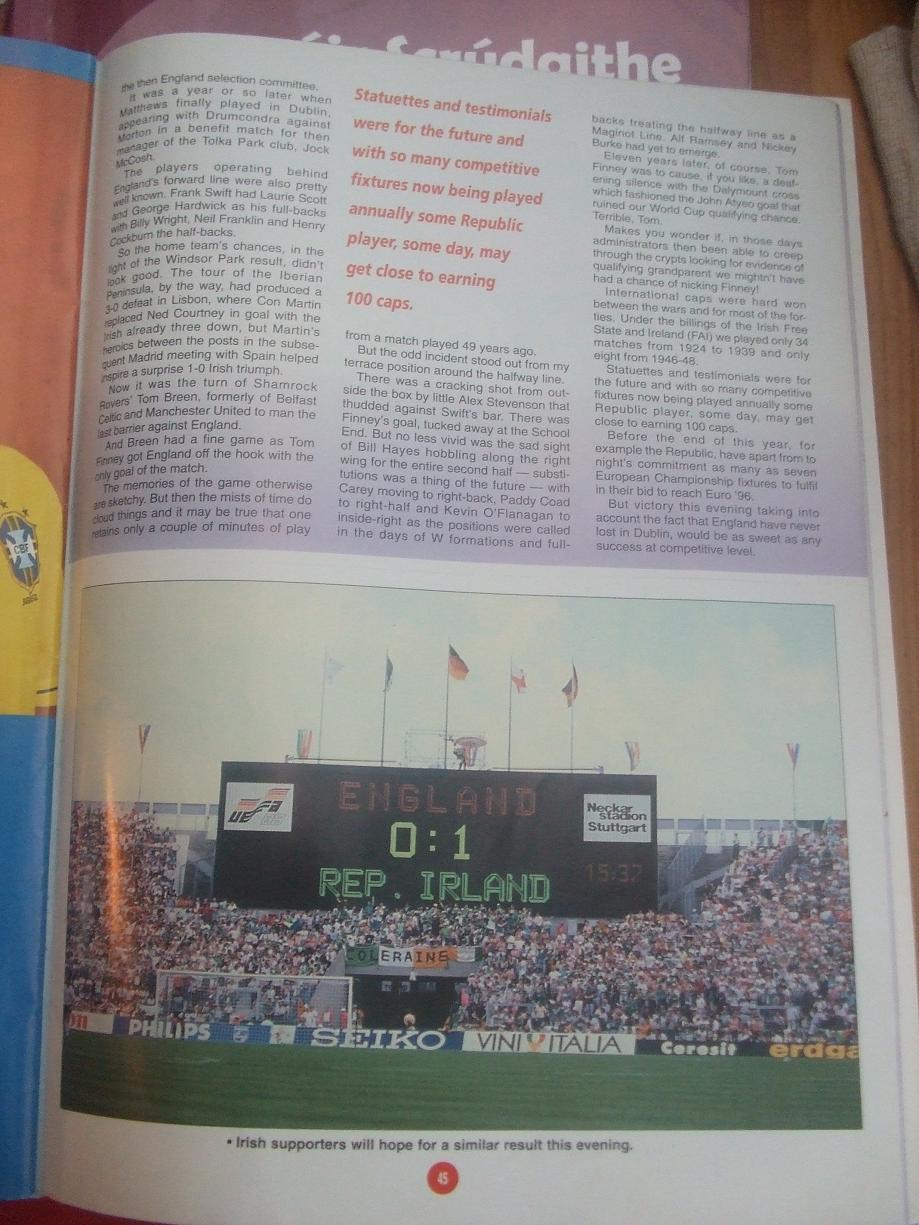 Scrúdaithe
the then England selection committee.
It was a year or so later when
Matthews finally played in Dublin,
appearing with Drumcondra against
Morton in a benefit match for then
manager of the Tolka Park club, Jock
McCosh.
The players operating behind
England's forward line were also pretty
well known. Frank Swift had Laurie Scott
and George Hardwick as his full-backs
with Billy Wright, Neil Franklin and Henry
Cockburn the half-backs.
So the home team's chances, in the
light of the Windsor Park result, didn't
look good. The tour of the Iberian
Peninsula, by the way, had produced a
3-0 defeat in Lisbon, where Con Martin
replaced Ned Courtney in goal with the
Irish already three down, but Martin's
heroics between the posts in the subse-
quent Madrid meeting with Spain helped
inspire a surprise 1-0 Irish triumph.
Now it was the turn of Shamrock
Rovers' Tom Breen, formerly of Belfast
Celtic and Manchester United to man the
last barrier against England.
And Breen had a fine game as Tom
Finney got England off the hook with the
only goal of the match.
The memories of the game otherwise
are sketchy. But then the mists of time do
cloud things and it may be true that one
retains only a couple of minutes of play
Statuettes and testimonials
were for the future and
with so many competitive
fixtures now being played
annually some Republic
player, some day, may
get close to earning
100 caps.
from a match played 49 years ago.
But the odd incident stood out from my
terrace position around the halfway line.
There was a cracking shot from out-
side the box by little Alex Stevenson that
thudded against Swift's bar. There was
Finney's goal, tucked away at the School
End. But no less vivid was the sad sight
of Bill Hayes hobbling along the right
wing for the entire second half — substi-
tutions was a thing of the future — with
Carey moving to right-back, Paddy Coad
to right-half and Kevin O'Flanagan to
inside-right as the positions were called
in the days of W formations and full-
backs treating the halfway line as a
Maginot Line. Alf Ramsey and Nickey
Burke had yet to emerge.
Eleven years later, of course, Tom
Finney was to cause, if you like, a deaf-
ening silence with the Dalymount cross
which fashioned the John Atyeo goal that
ruined our World Cup qualifying chance.
Terrible, Tom.
Makes you wonder if, in those days
administrators then been able to creep
through the crypts looking for evidence of
qualifying grandparent we mightn't have
had a chance of nicking Finney!
International caps were hard won
between the wars and for most of the for-
ties. Under the billings of the Irish Free
State and Ireland (FAI) we played only 34
matches from 1924 to 1939 and only
eight from 1946-48.
Statuettes and testimonials were for
the future and with so many competitive
fixtures now being played annually some
Republic player, some day, may get
close to earning 100 caps.
Before the end of this year, for
example the Republic, have apart from to
night's commitment as many as seven
European Championship fixtures to fulfil
in their bid to reach Euro '96.
But victory this evening taking into
account the fact that England have never
lost in Dublin, would be as sweet as any
success at competitive level.
CBF
UEFA
ENGLAND
0:1
REP. IRLAND
Neckar
stadion
Stuttgart
15:37
COLERAINE
PHILIPS
SEIKO
VINI VITALIA
Corosit
erdga
• Irish supporters will hope for a similar result this evening.
45